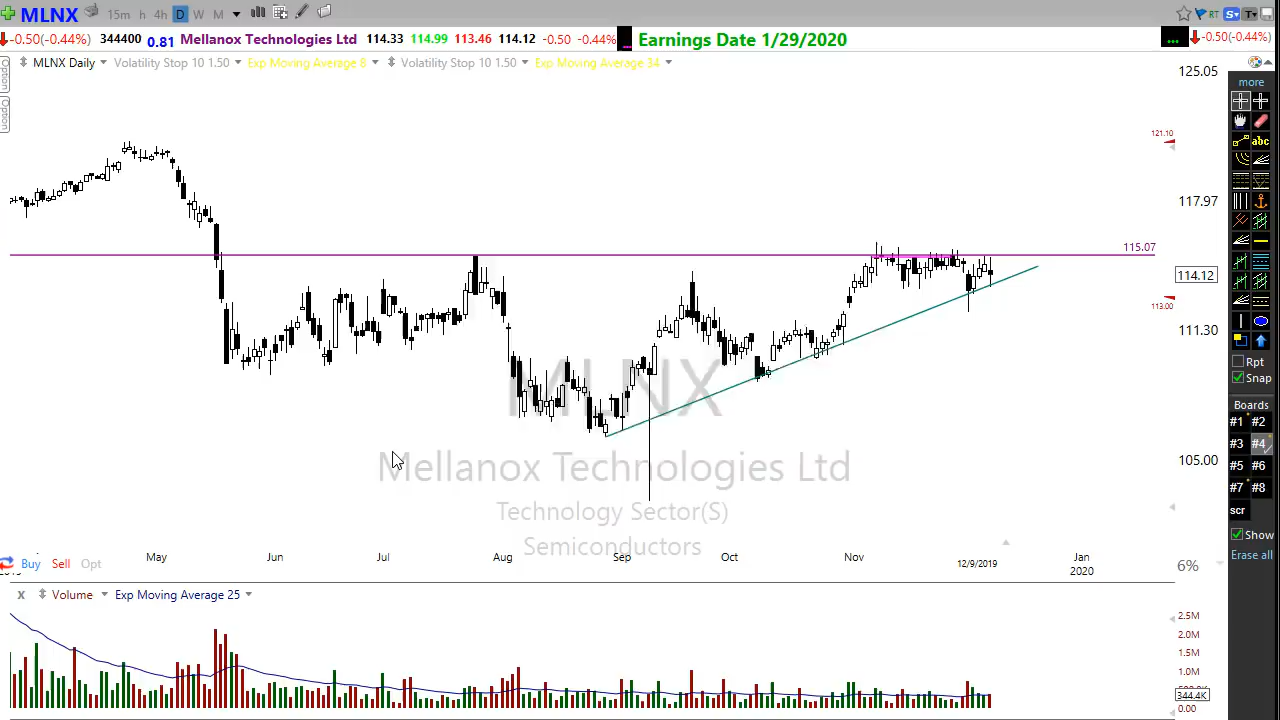 MLNX 15m h 4h D W M RT S T
-0.50(-0.44%) 344400 0.81 Mellanox Technologies Ltd 114.33 114.99 113.46 114.12 -0.50 -0.44% ... Earnings Date 1/29/2020 ... -0.50(-0.44%)
MLNX Daily Volatility Stop 10 1.50 Exp Moving Average 8 Volatility Stop 10 1.50 Exp Moving Average 34
Option
Option
125.05
121.10
117.97
115.07
114.12
113.00
111.30
105.00
MLNX
Mellanox Technologies Ltd
Technology Sector(S)
Semiconductors
May Jun Jul Aug Sep Oct Nov 12/9/2019 Jan
2020
Buy Sell Opt
6%
x Volume Exp Moving Average 25
2.5M
2.0M
1.5M
1.0M
344.4K
0.00
more
abc
Rpt
Snap
Boards
#1 #2
#3 #4
#5 #6
#7 #8
scr
Show
Erase all